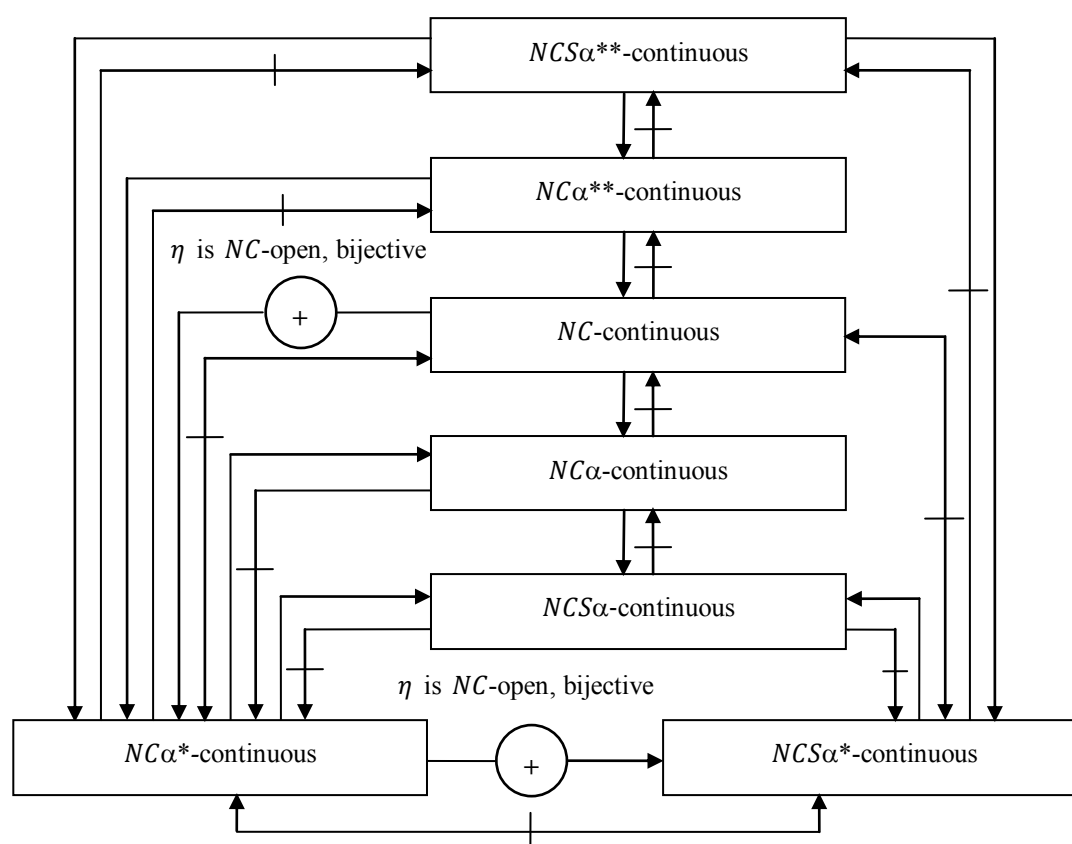 𝑁𝐶𝑆α**-continuous
𝑁𝐶α**-continuous
𝜂 is 𝑁𝐶-open, bijective
+
𝑁𝐶-continuous
𝑁𝐶α-continuous
𝑁𝐶𝑆α-continuous
𝜂 is 𝑁𝐶-open, bijective
𝑁𝐶α*-continuous
+
𝑁𝐶𝑆α*-continuous